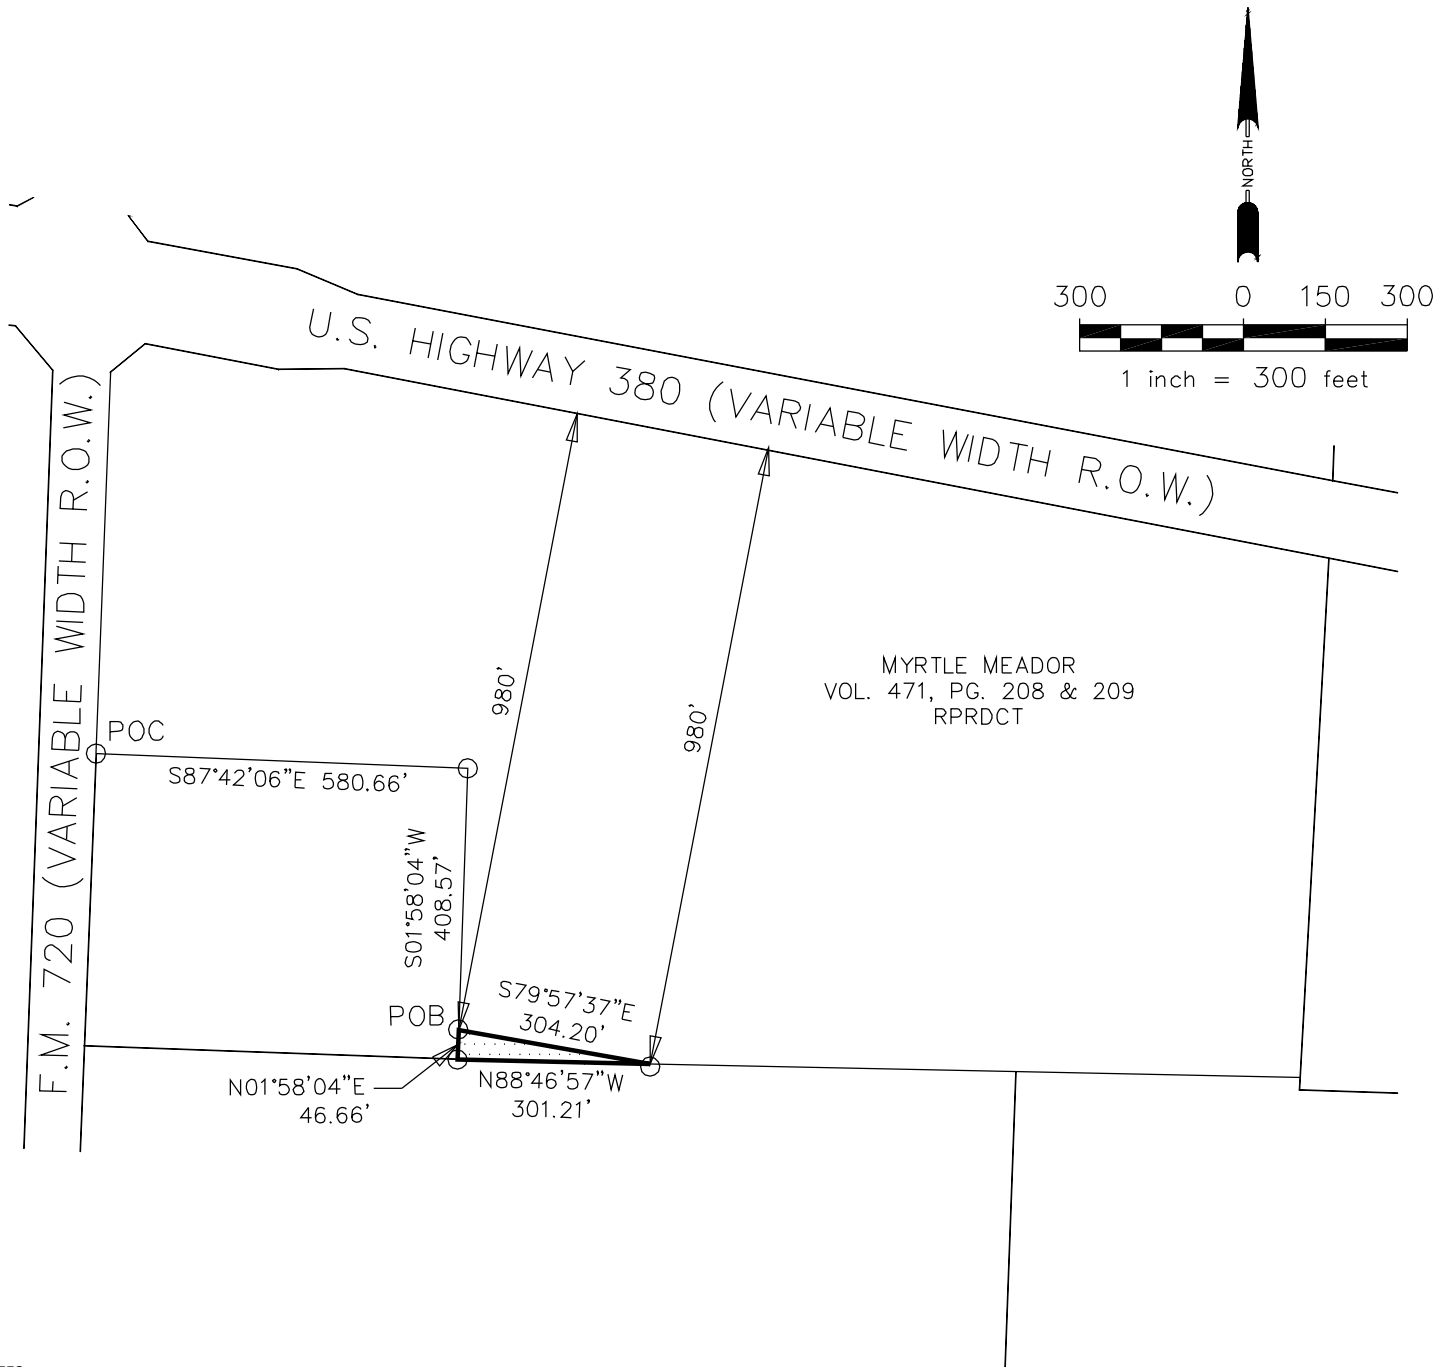 NORTH
300 0 150 300
1 inch = 300 feet
U.S. HIGHWAY 380 (VARIABLE WIDTH R.O.W.)
F.M. 720 (VARIABLE WIDTH R.O.W.)
MYRTLE MEADOR
VOL. 471, PG. 208 & 209
RPRDCT
980'
980'
POC
S87°42'06"E 580.66'
S01°58'04"W
408.57'
POB
S79°57'37"E
304.20'
N01°58'04"E
46.66'
N88°46'57"W
301.21'